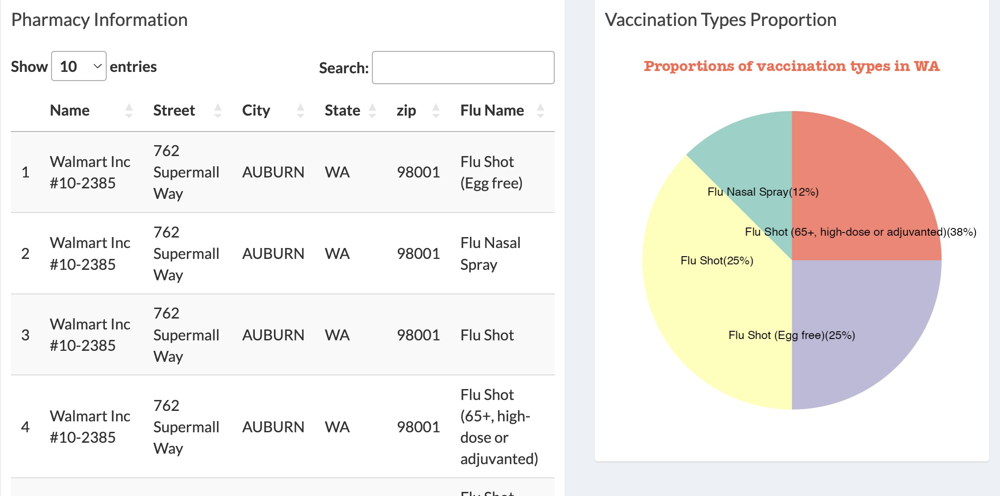 Pharmacy Information
Show 10 entries
Search:
Name Street City State zip Flu Name
1 Walmart Inc #10-2385 762 Supermall Way AUBURN WA 98001 Flu Shot (Egg free)
2 Walmart Inc #10-2385 762 Supermall Way AUBURN WA 98001 Flu Nasal Spray
3 Walmart Inc #10-2385 762 Supermall Way AUBURN WA 98001 Flu Shot
4 Walmart Inc #10-2385 762 Supermall Way AUBURN WA 98001 Flu Shot (65+, high-dose or adjuvanted)
Flu Shot
Vaccination Types Proportion
Proportions of vaccination types in WA
Flu Nasal Spray(12%)
Flu Shot (65+, high-dose or adjuvanted)(38%)
Flu Shot(25%)
Flu Shot (Egg free)(25%)